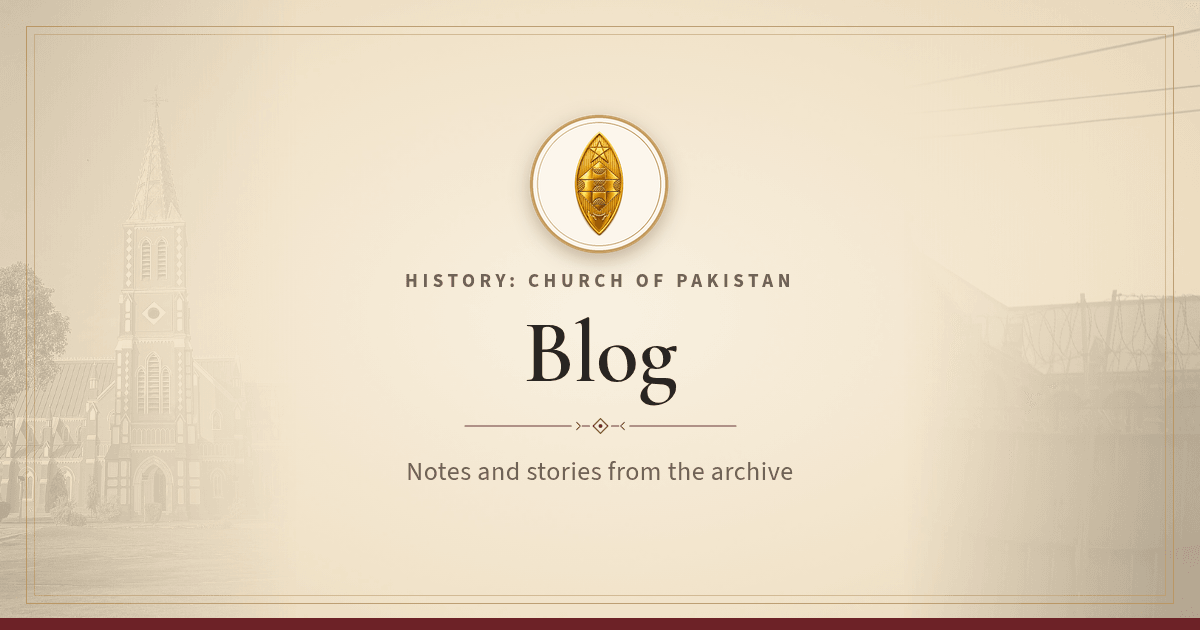 HISTORY: CHURCH OF PAKISTAN
Blog
Notes and stories from the archive